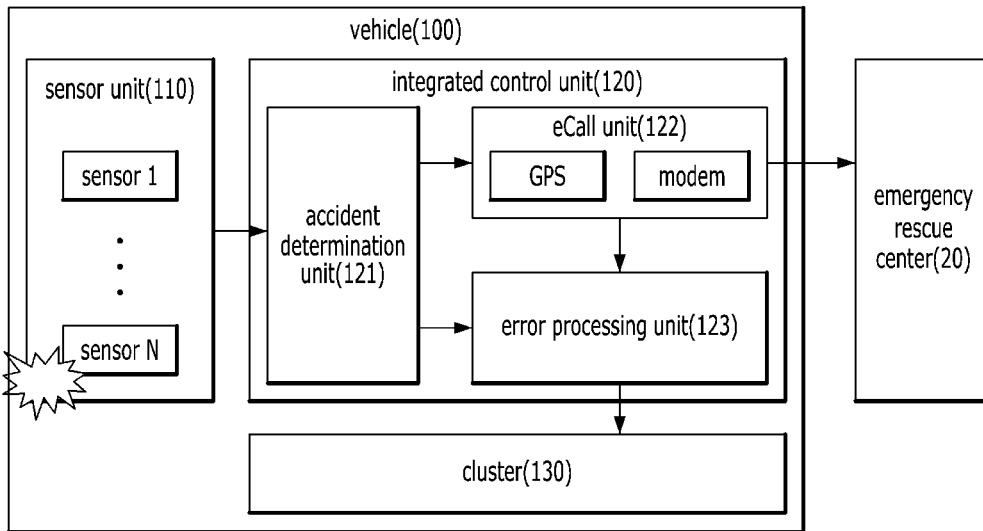 vehicle(100)
sensor unit(110)
sensor 1
sensor N
integrated control unit(120)
accident
determination
unit(121)
eCall unit(122)
GPS
modem
error processing unit(123)
cluster(130)
emergency
rescue
center(20)